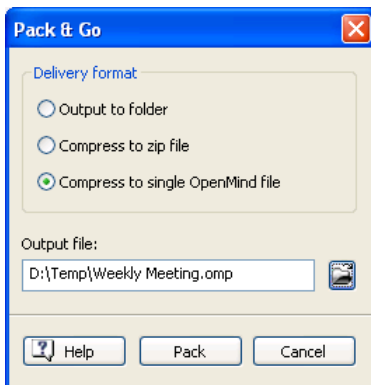 Pack & Go
Delivery format
Output to folder
Compress to zip file
Compress to single OpenMind file
Output file:
D:\Temp\Weekly Meeting.omp
Help Pack Cancel